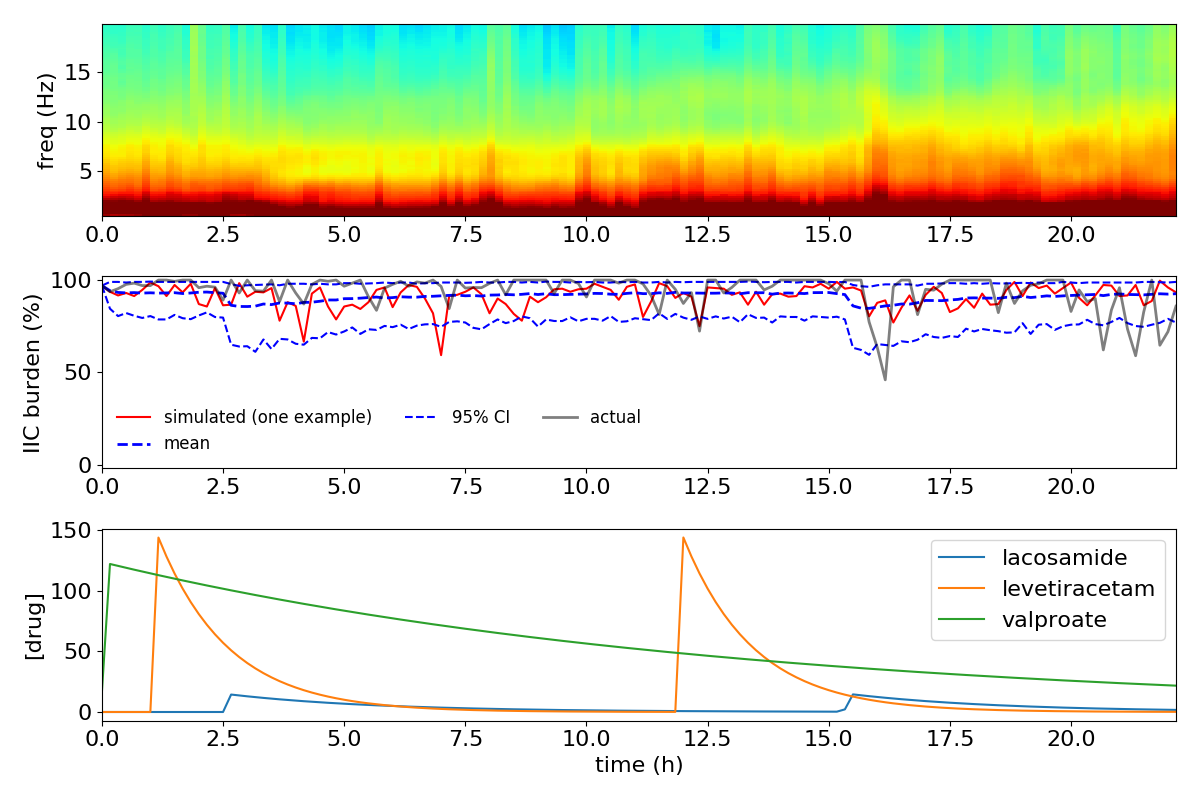 freq (Hz)
15
10
5
0.0 2.5 5.0 7.5 10.0 12.5 15.0 17.5 20.0
IIC burden (%)
100
50
0
simulated (one example) 95% CI actual
mean
0.0 2.5 5.0 7.5 10.0 12.5 15.0 17.5 20.0
[drug]
150
100
50
0
lacosamide
levetiracetam
valproate
0.0 2.5 5.0 7.5 10.0 12.5 15.0 17.5 20.0
time (h)